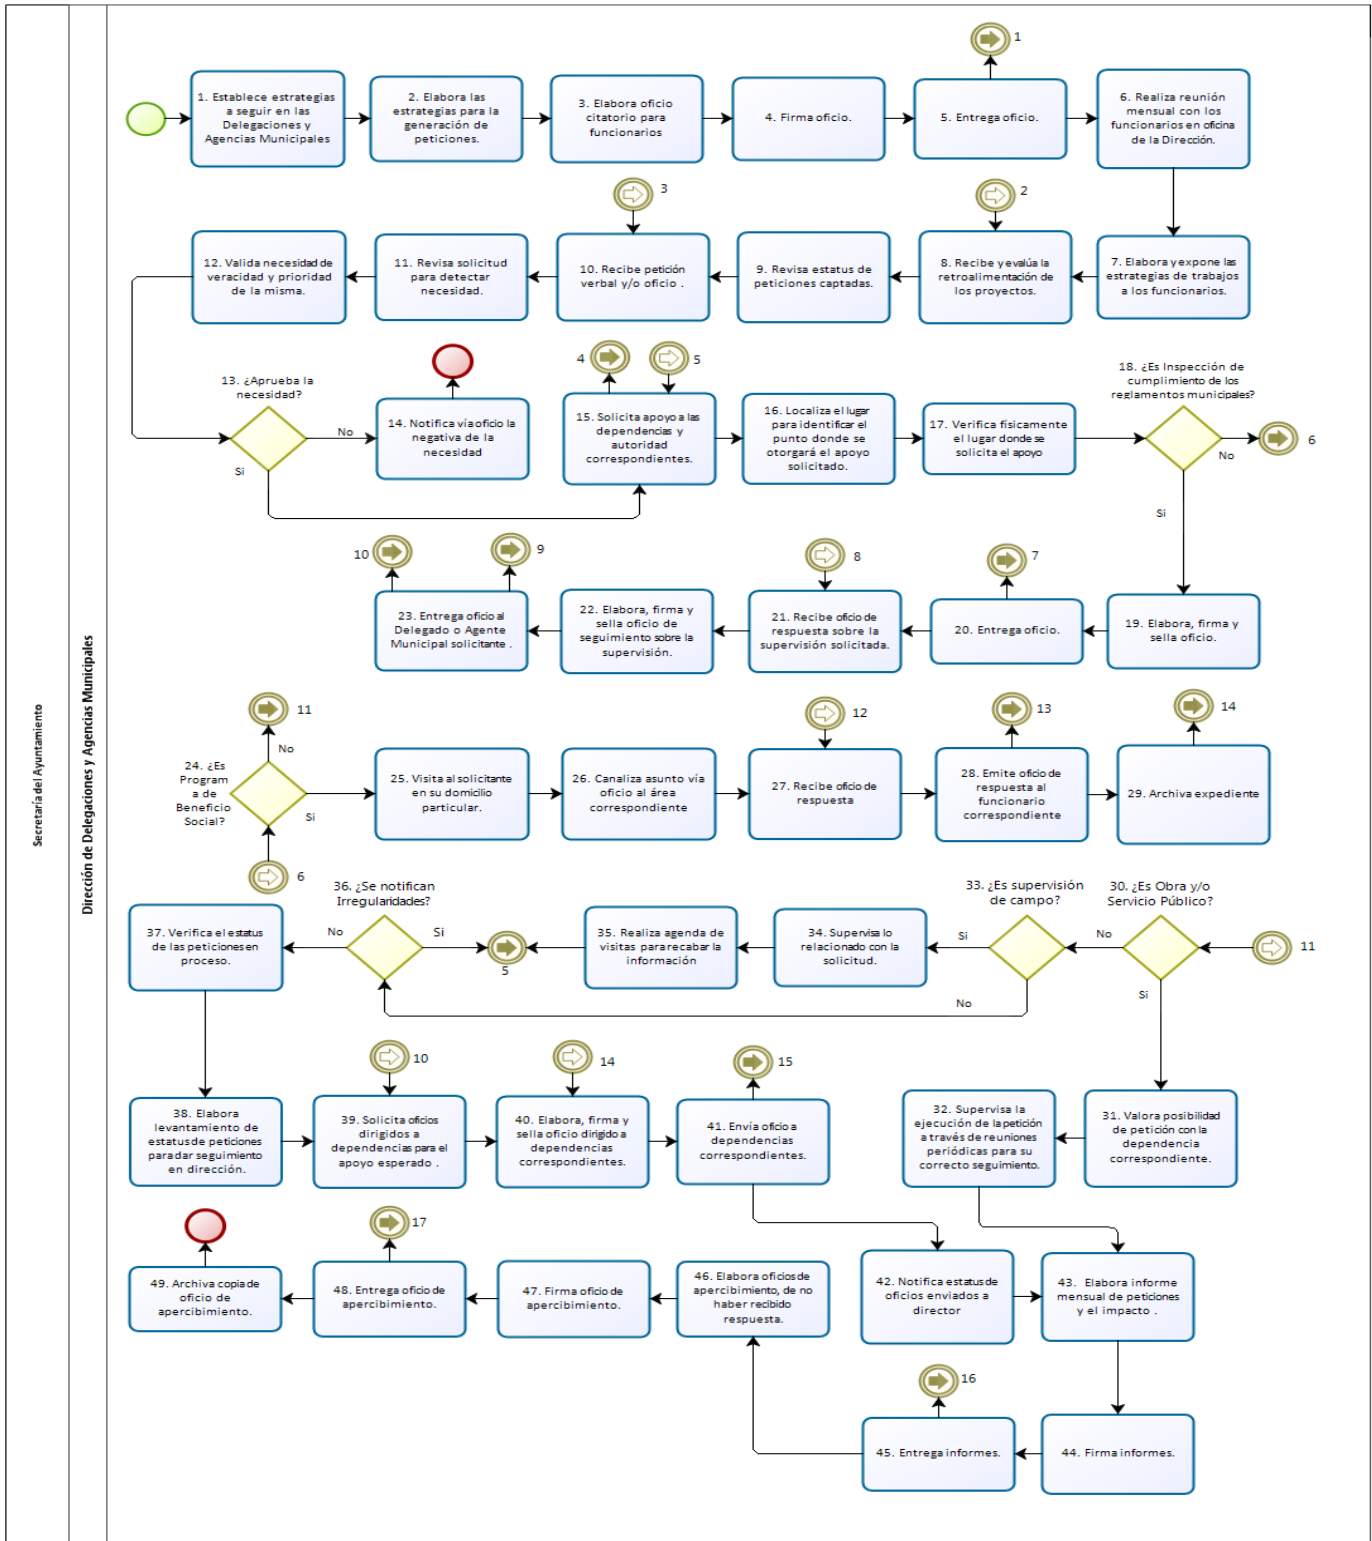 Secretaría del Ayuntamiento
Dirección de Delegaciones y Agencias Municipales
1. Establece estrategias
a seguir en las
Delegaciones y
Agencias Municipales
2. Elabora las
estrategias para la
generación de
peticiones.
3. Elabora oficio
citatorio para
funcionarios
4. Firma oficio.
1
5. Entrega oficio.
6. Realiza reunión
mensual con los
funcionarios en oficina
de la Dirección.
7. Elabora y expone las
estrategias de trabajos
a los funcionarios.
2
8. Recibe y evalúa la
retroalimentación de
los proyectos.
9. Revisa estatus de
peticiones captadas.
3
10. Recibe petición
verbal y/o oficio .
11. Revisa solicitud
para detectar
necesidad.
12. Valida necesidad de
veracidad y prioridad
de la misma.
13. ¿Aprueba la
necesidad?
No
Si
14. Notifica vía oficio la
negativa de la
necesidad
4
5
15. Solicita apoyo a las
dependencias y
autoridad
correspondientes.
16. Localiza el lugar
para identificar el
punto donde se
otorgará el apoyo
solicitado.
17. Verifica físicamente
el lugar donde se
solicita el apoyo
18. ¿Es Inspección de
cumplimiento de los
reglamentos municipales?
No
6
Si
19. Elabora, firma y
sella oficio.
7
20. Entrega oficio.
8
21. Recibe oficio de
respuesta sobre la
supervisión solicitada.
22. Elabora, firma y
sella oficio de
seguimiento sobre la
supervisión.
10
9
23. Entrega oficio al
Delegado o Agente
Municipal solicitante .
11
No
24. ¿Es
Program
a de
Beneficio
Social?
Si
6
25. Visita al solicitante
en su domicilio
particular.
26. Canaliza asunto vía
oficio al área
correspondiente
12
27. Recibe oficio de
respuesta
13
28. Emite oficio de
respuesta al
funcionario
correspondiente
14
29. Archiva expediente
11
30. ¿Es Obra y/o
Servicio Público?
No
Si
33. ¿Es supervisión
de campo?
Si
No
34. Supervisa lo
relacionado con la
solicitud.
35. Realiza agenda de
visitas para recabar la
información
5
36. ¿Se notifican
Irregularidades?
Si
No
37. Verifica el estatus
de las peticiones en
proceso.
38. Elabora
levantamiento de
estatus de peticiones
para dar seguimiento
en dirección.
10
39. Solicita oficios
dirigidos a
dependencias para el
apoyo esperado .
14
40. Elabora, firma y
sella oficio dirigido a
dependencias
correspondientes.
15
41. Envía oficio a
dependencias
correspondientes.
32. Supervisa la
ejecución de la petición
a través de reuniones
periódicas para su
correcto seguimiento.
31. Valora posibilidad
de petición con la
dependencia
correspondiente.
42. Notifica estatus de
oficios enviados a
director
43. Elabora informe
mensual de peticiones
y el impacto .
44. Firma informes.
16
45. Entrega informes.
46. Elabora oficios de
apercibimiento, de no
haber recibido
respuesta.
47. Firma oficio de
apercibimiento.
17
48. Entrega oficio de
apercibimiento.
49. Archiva copia de
oficio de
apercibimiento.